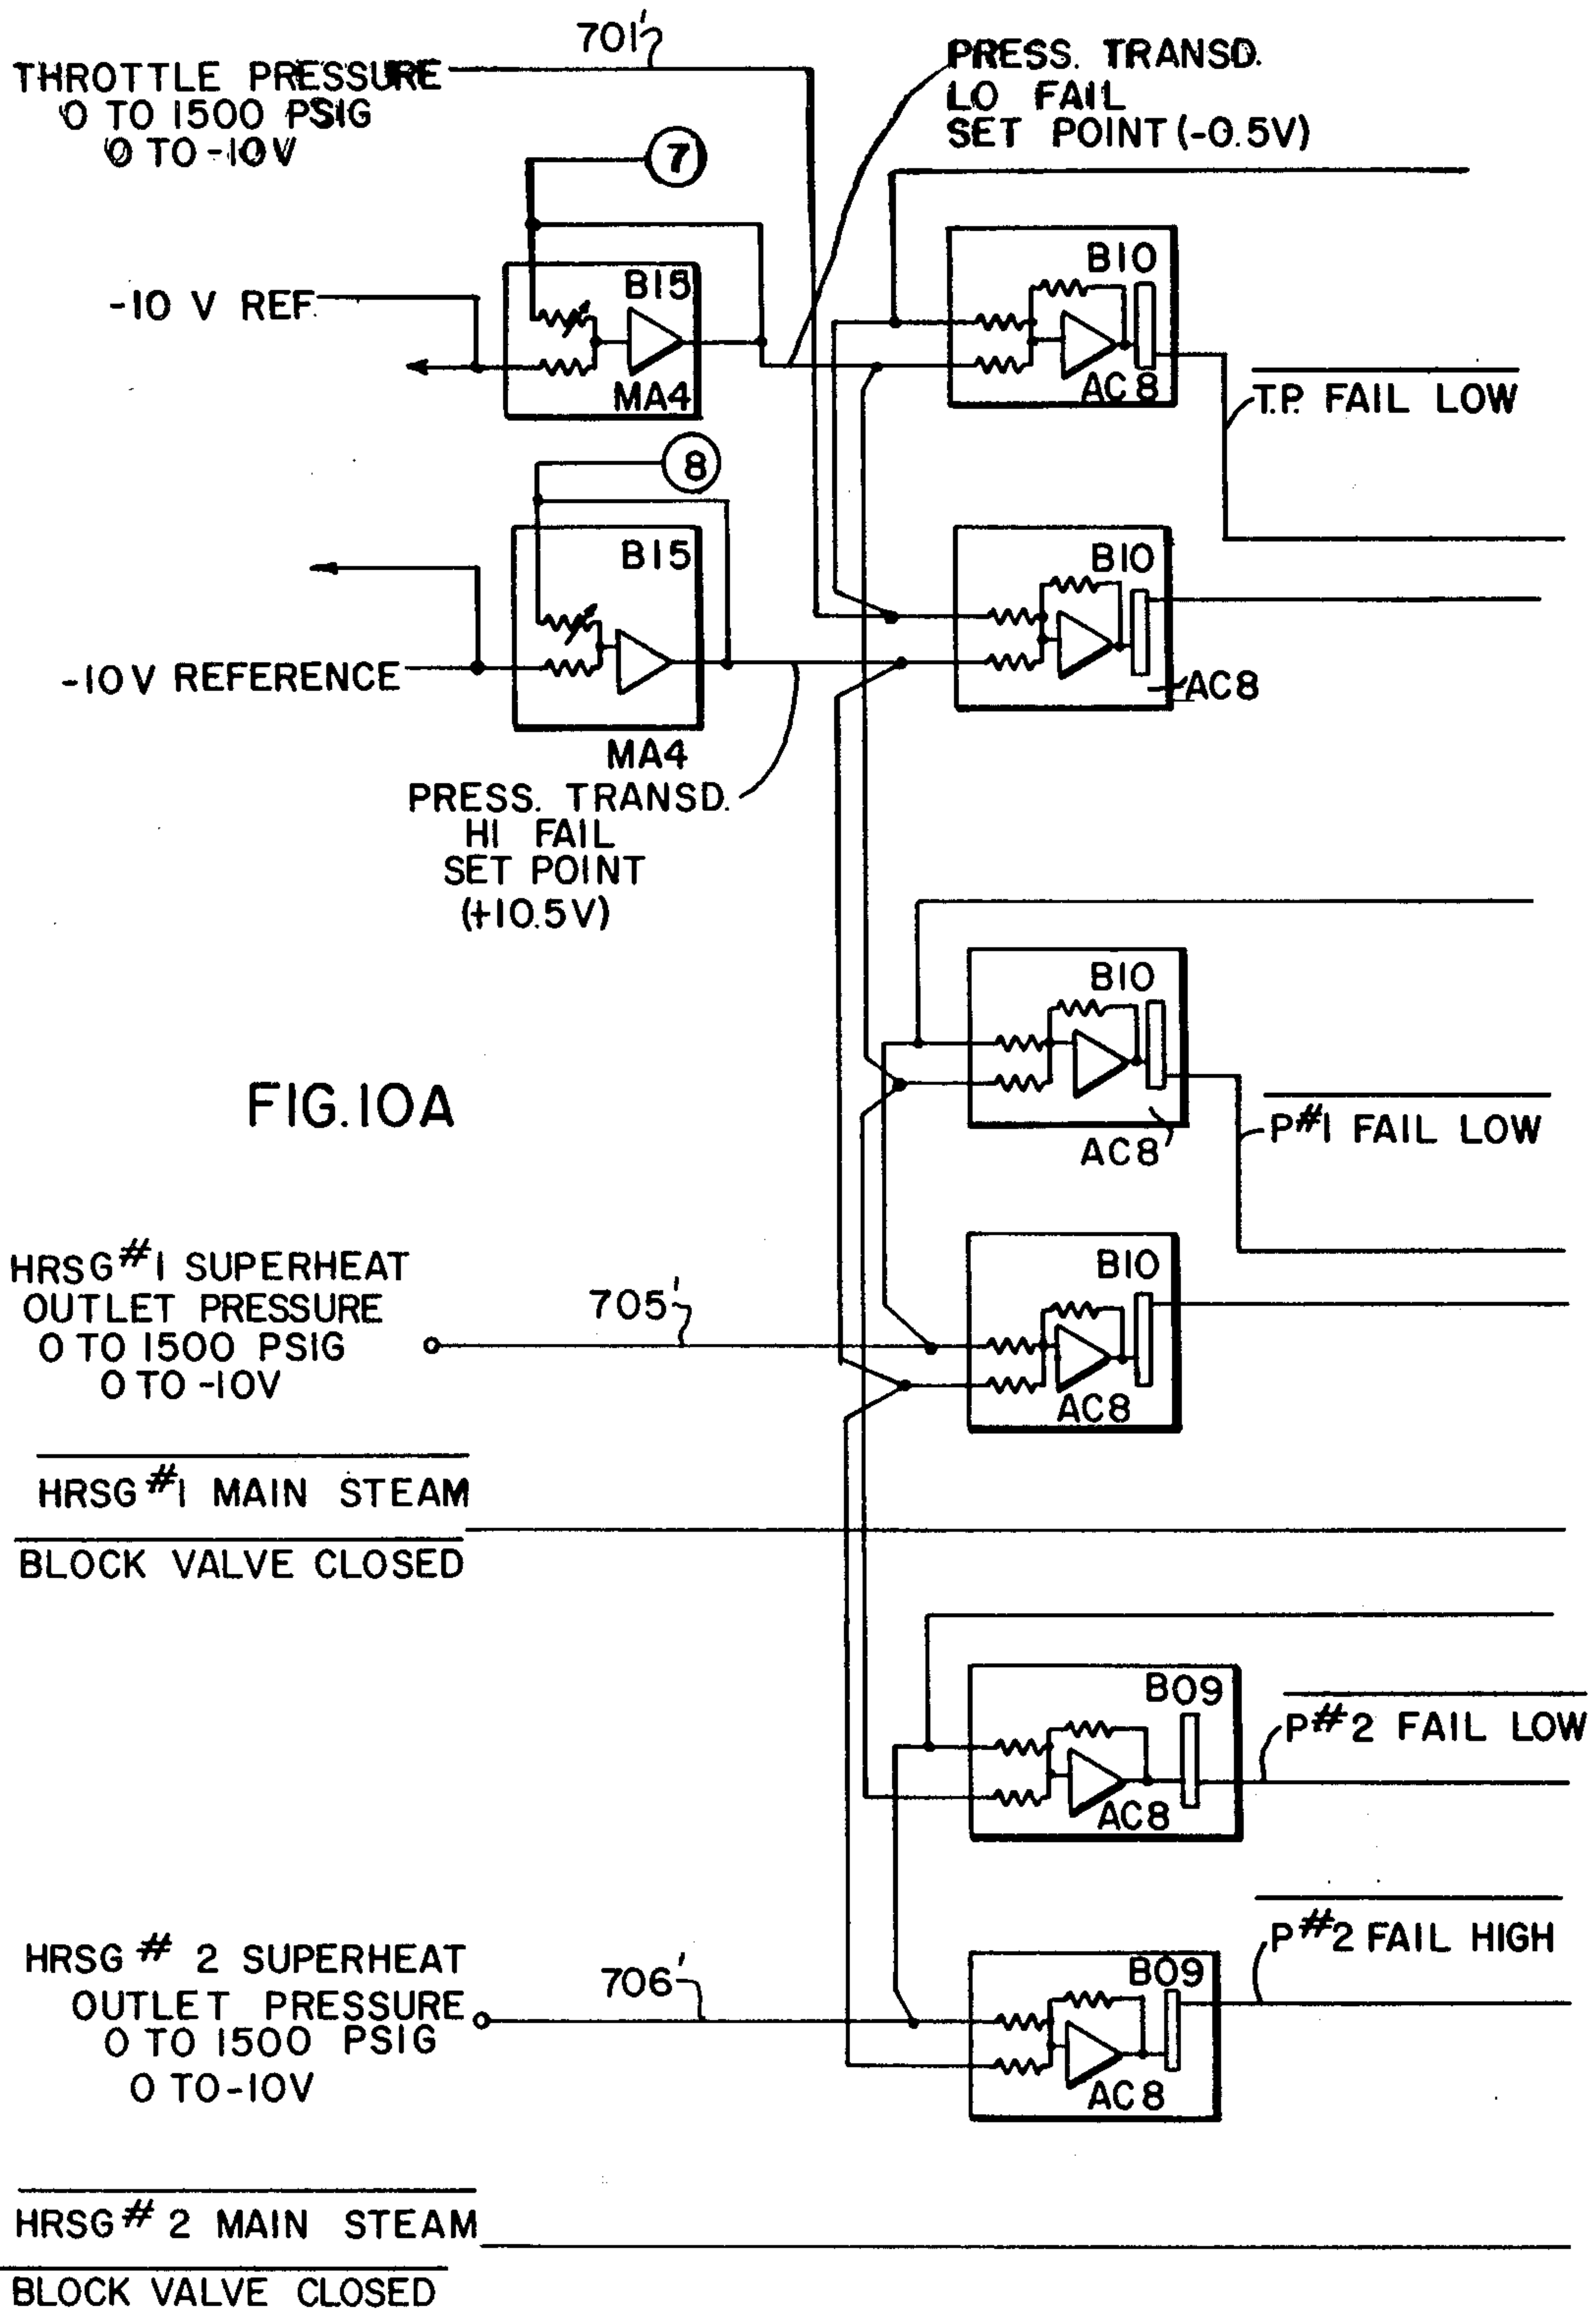 701'
THROTTLE PRESSURE
0 TO 1500 PSIG
0 TO -10V
PRESS. TRANSD.
LO FAIL
SET POINT (-0.5V)
7
B15
-10 V REF.
MA4
B10
AC8
T.P. FAIL LOW
8
B15
-10V REFERENCE
MA4
B10
AC8
PRESS. TRANSD.
HI FAIL
SET POINT
(+10.5V)
B10
AC8
P#1 FAIL LOW
FIG.10A
HRSG #1 SUPERHEAT
OUTLET PRESSURE
0 TO 1500 PSIG
0 TO -10V
705'
B10
AC8
HRSG #1 MAIN STEAM
BLOCK VALVE CLOSED
B09
AC8
P#2 FAIL LOW
HRSG # 2 SUPERHEAT
OUTLET PRESSURE
0 TO 1500 PSIG
0 TO -10V
706'
B09
AC8
P#2 FAIL HIGH
HRSG # 2 MAIN STEAM
BLOCK VALVE CLOSED